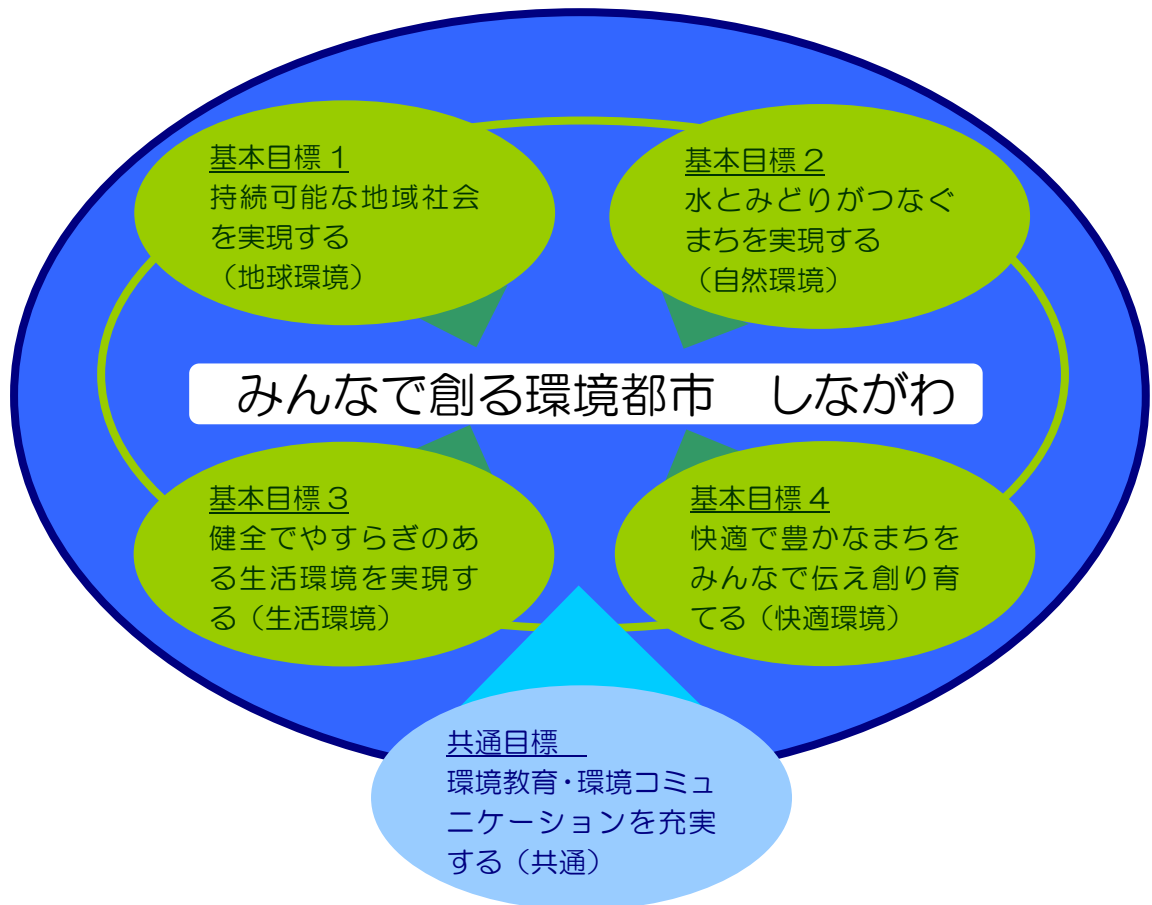 基本目標１
持続可能な地域社会
を実現する
（地球環境）
基本目標２
水とみどりがつなぐ
まちを実現する
（自然環境）
みんなで創る環境都市　しながわ
基本目標３
健全でやすらぎのあ
る生活環境を実現す
る（生活環境）
基本目標４
快適で豊かなまちを
みんなで伝え創り育
てる（快適環境）
共通目標
環境教育・環境コミュ
ニケーションを充実
する（共通）